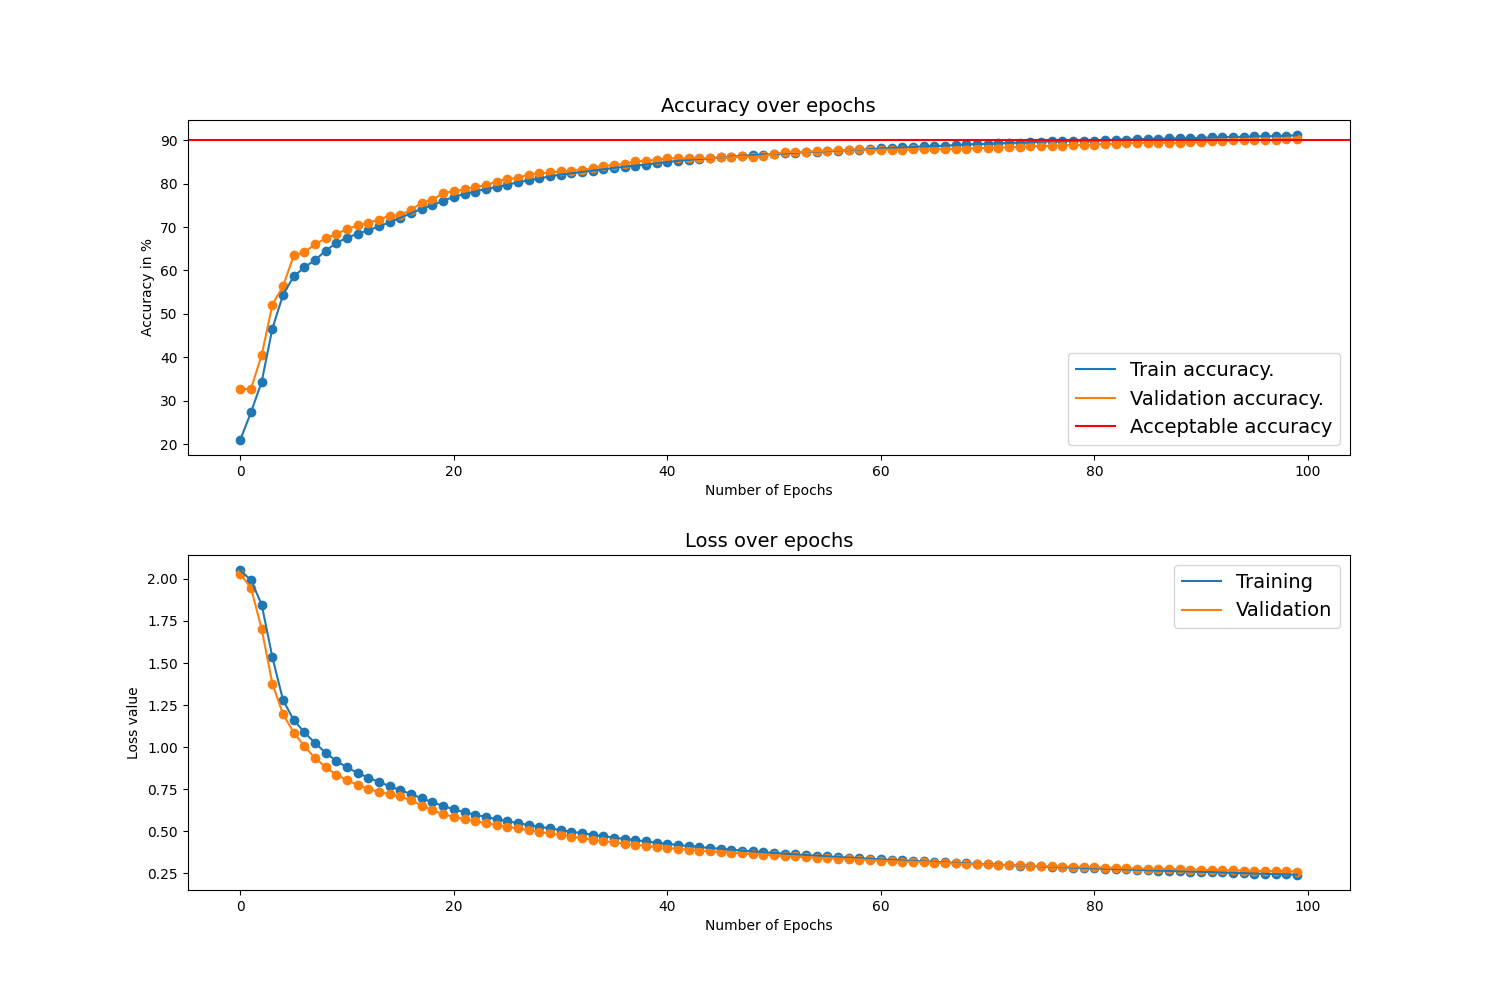 Accuracy over epochs
90
80
70
60
50
40
30
20
Accuracy in %
Train accuracy.
Validation accuracy.
Acceptable accuracy
0 20 40 60 80 100
Number of Epochs
Loss over epochs
2.00
1.75
1.50
1.25
1.00
0.75
0.50
0.25
Loss value
Training
Validation
0 20 40 60 80 100
Number of Epochs